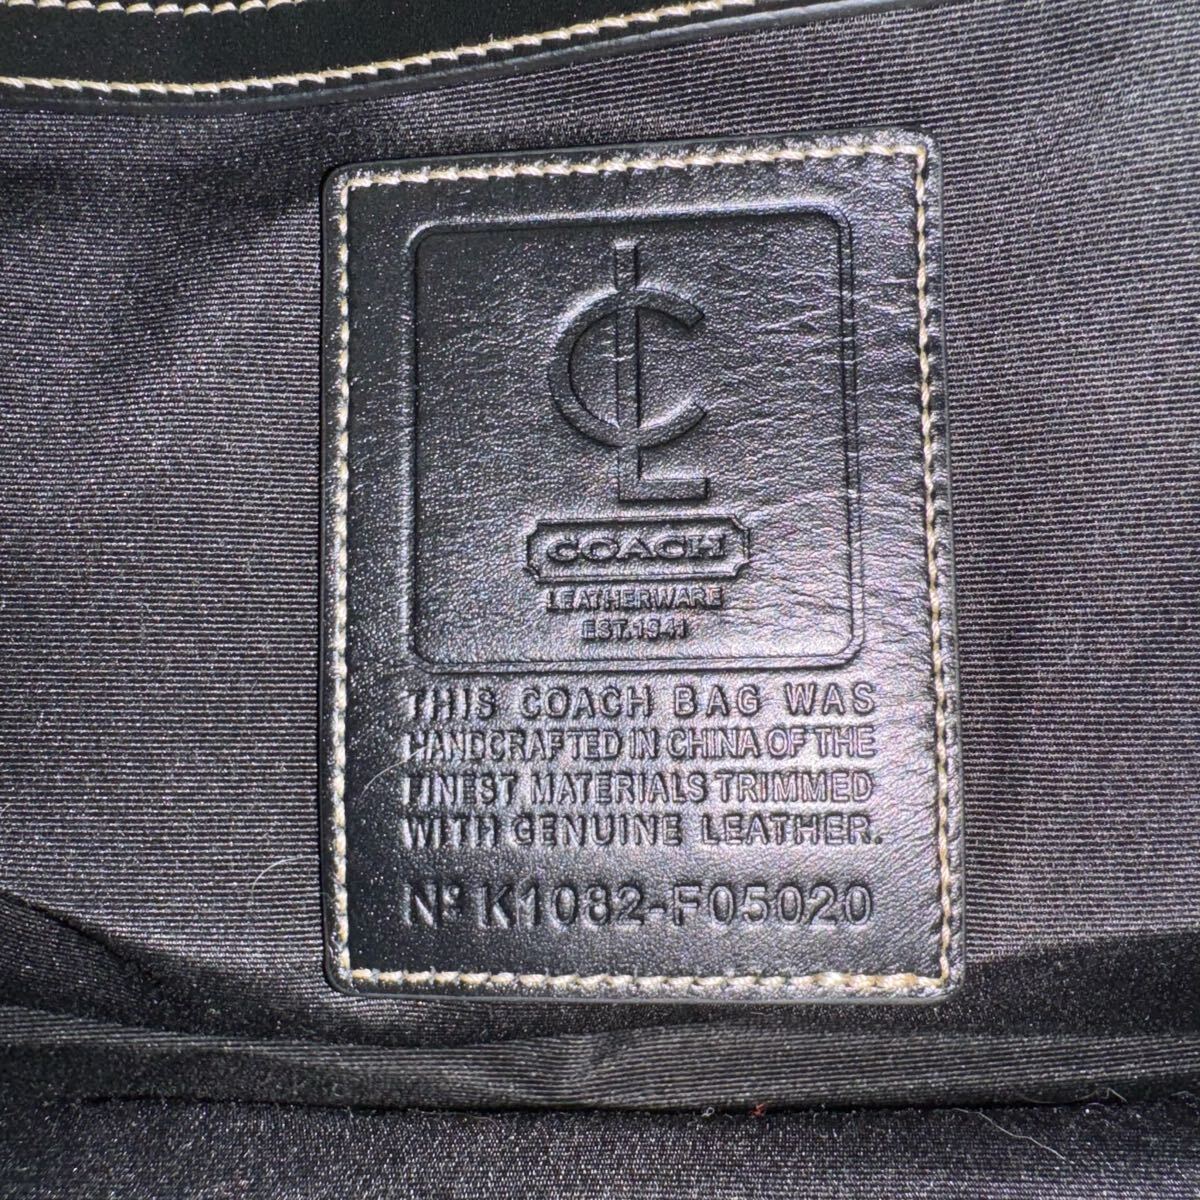 CL
COACH
LEATHERWARE
EST. 1941
THIS COACH BAG WAS
HANDCRAFTED IN CHINA OF THE
FINEST MATERIALS TRIMMED
WITH GENUINE LEATHER.
Nº K1082-F05020